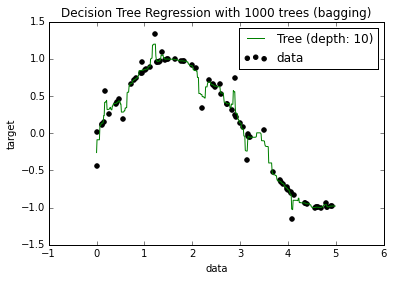 Decision Tree Regression with 1000 trees (bagging)
Tree (depth: 10)
data
1.5
1.0
0.5
0.0
−0.5
−1.0
−1.5
target
−1 0 1 2 3 4 5 6
data